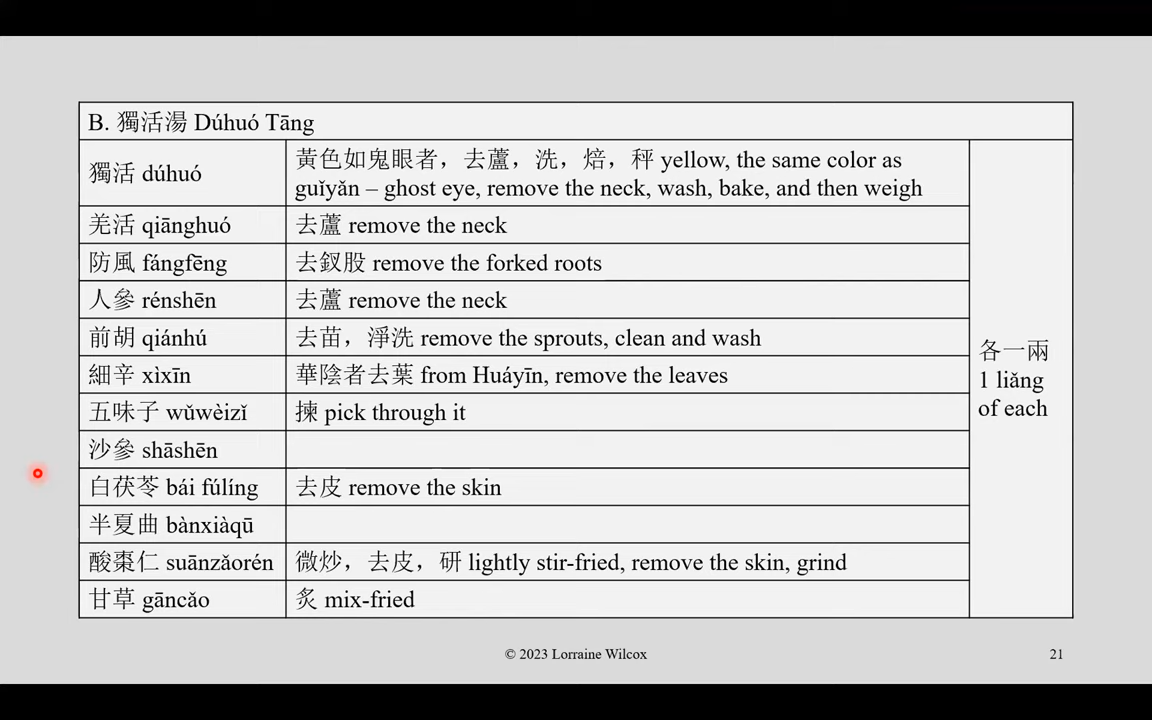 B. 獨活湯 Dúhuó Tāng
獨活 dúhuó
黃色如鬼眼者，去蘆，洗，焙，秤 yellow, the same color as
guǐyǎn – ghost eye, remove the neck, wash, bake, and then weigh
羌活 qiānghuó
去蘆 remove the neck
防風 fángfēng
去釵股 remove the forked roots
人參 rénshēn
去蘆 remove the neck
前胡 qiánhú
去苗，淨洗 remove the sprouts, clean and wash
細辛 xìxīn
華陰者去葉 from Huáyīn, remove the leaves
五味子 wǔwèizǐ
揀 pick through it
沙參 shāshēn
白茯苓 bái fúlíng
去皮 remove the skin
半夏曲 bànxiàqū
酸棗仁 suānzǎorén
微炒，去皮，研 lightly stir-fried, remove the skin, grind
甘草 gāncǎo
炙 mix-fried
各一兩
1 liǎng
of each
© 2023 Lorraine Wilcox
21